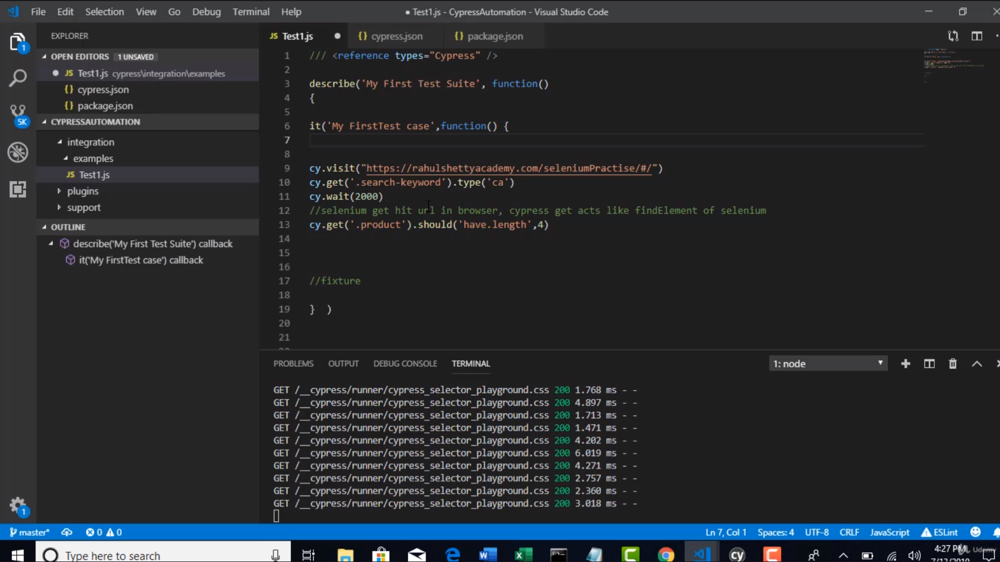 File Edit Selection View Go Debug Terminal Help
● Test1.js - CypressAutomation - Visual Studio Code
EXPLORER
OPEN EDITORS 1 UNSAVED
JS Test1.js cypress\integration\examples
{} cypress.json
{} package.json
CYPRESSAUTOMATION
integration
examples
JS Test1.js
plugins
support
OUTLINE
describe('My First Test Suite') callback
it('My FirstTest case') callback
1
5K
1
JS Test1.js ● {} cypress.json {} package.json
1 /// <reference types="Cypress" />
2
3 describe('My First Test Suite', function()
4 {
5
6 it('My FirstTest case',function() {
7
8
9 cy.visit("https://rahulshettyacademy.com/seleniumPractise/#/")
10 cy.get('.search-keyword').type('ca')
11 cy.wait(2000)
12 //selenium get hit url in browser, cypress get acts like findElement of selenium
13 cy.get('.product').should('have.length',4)
14
15
16
17 //fixture
18
19 } )
20
21
PROBLEMS OUTPUT DEBUG CONSOLE TERMINAL
1: node
GET /__cypress/runner/cypress_selector_playground.css 200 1.768 ms - -
GET /__cypress/runner/cypress_selector_playground.css 200 4.897 ms - -
GET /__cypress/runner/cypress_selector_playground.css 200 1.713 ms - -
GET /__cypress/runner/cypress_selector_playground.css 200 1.471 ms - -
GET /__cypress/runner/cypress_selector_playground.css 200 4.202 ms - -
GET /__cypress/runner/cypress_selector_playground.css 200 6.019 ms - -
GET /__cypress/runner/cypress_selector_playground.css 200 4.271 ms - -
GET /__cypress/runner/cypress_selector_playground.css 200 2.757 ms - -
GET /__cypress/runner/cypress_selector_playground.css 200 2.360 ms - -
GET /__cypress/runner/cypress_selector_playground.css 200 3.018 ms - -
master* 0 0
Ln 7, Col 1 Spaces: 4 UTF-8 CRLF JavaScript ESLint
Type here to search
cy
4:27 PM
Udemy